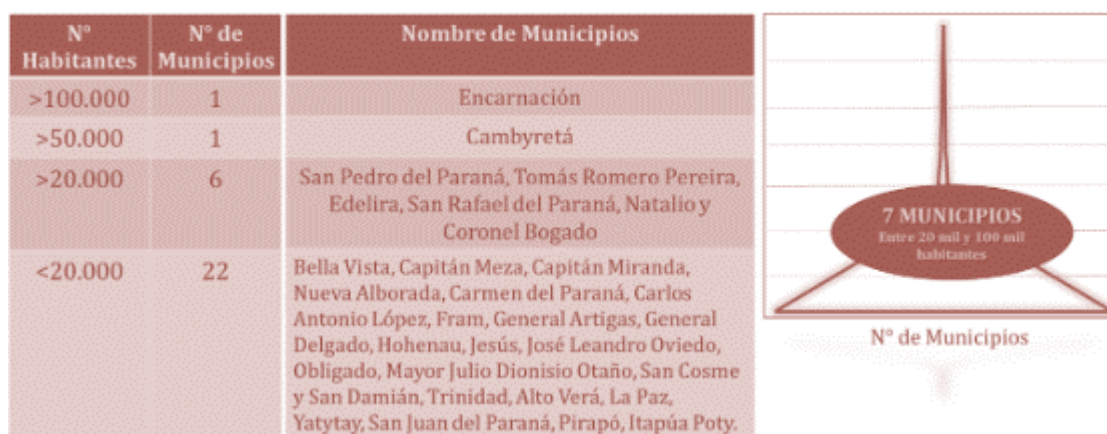 N° Habitantes N° de Municipios Nombre de Municipios
>100.000 1 Encarnación
>50.000 1 Cambyretá
>20.000 6 San Pedro del Paraná, Tomás Romero Pereira,
Edelira, San Rafael del Paraná, Natalio y
Coronel Bogado
<20.000 22 Bella Vista, Capitán Meza, Capitán Miranda,
Nueva Alborada, Carmen del Paraná, Carlos
Antonio López, Fram, General Artigas, General
Delgado, Hohenau, Jesús, José Leandro Oviedo,
Obligado, Mayor Julio Dionisio Otaño, San Cosme
y San Damián, Trinidad, Alto Verá, La Paz,
Yatytay, San Juan del Paraná, Pirapó, Itapúa Poty.
7 MUNICIPIOS
Entre 20 mil y 100 mil
habitantes
N° de Municipios